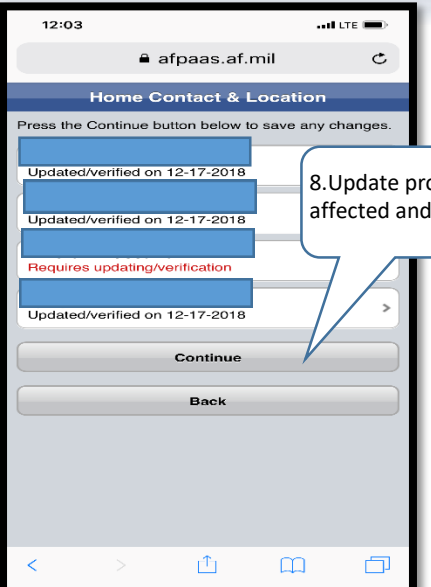 12:03 LTE
afpaas.af.mil
Home Contact & Location
Press the Continue button below to save any changes.
Updated/verified on 12-17-2018
8.Update
affected and
Updated/verified on 12-17-2018
Requires updating/verification
Updated/verified on 12-17-2018
Continue
Back